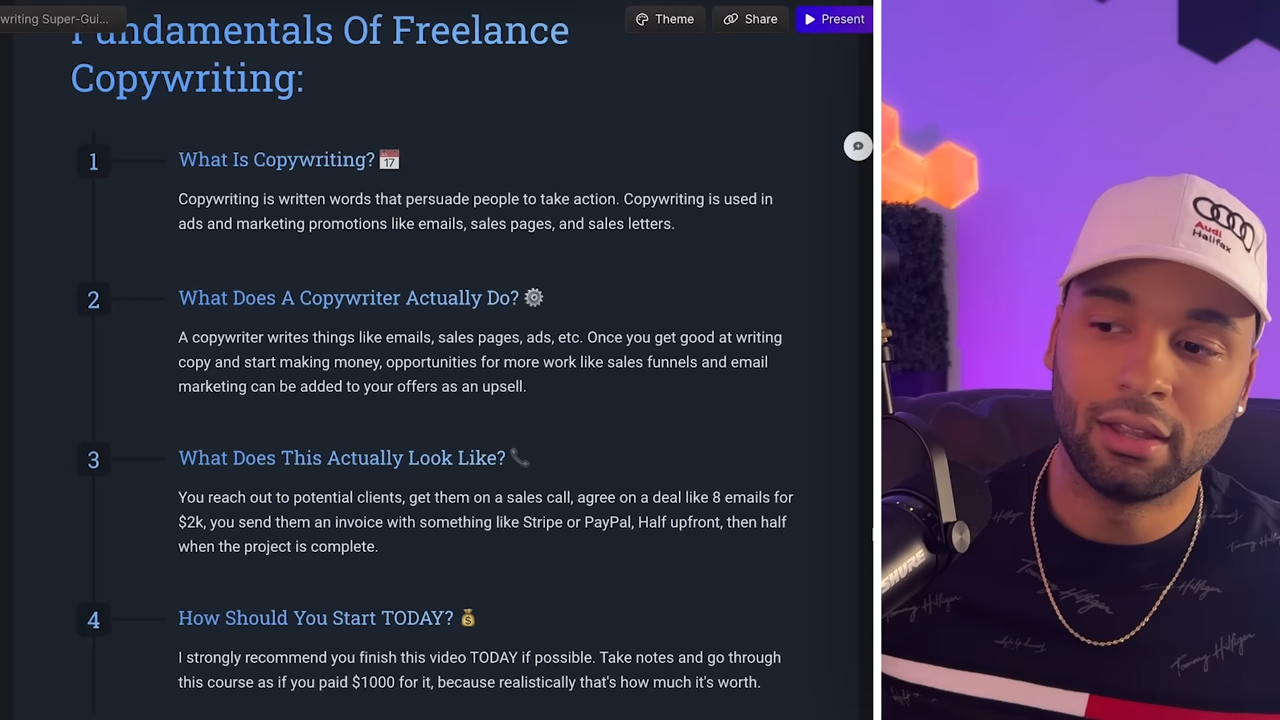 writing Super-Gui...
Theme
Share
Present
Fundamentals Of Freelance
Copywriting:
1
What Is Copywriting? 📅
Copywriting is written words that persuade people to take action. Copywriting is used in
ads and marketing promotions like emails, sales pages, and sales letters.
2
What Does A Copywriter Actually Do? ⚙️
A copywriter writes things like emails, sales pages, ads, etc. Once you get good at writing
copy and start making money, opportunities for more work like sales funnels and email
marketing can be added to your offers as an upsell.
3
What Does This Actually Look Like? 📞
You reach out to potential clients, get them on a sales call, agree on a deal like 8 emails for
$2k, you send them an invoice with something like Stripe or PayPal, Half upfront, then half
when the project is complete.
4
How Should You Start TODAY? 💰
I strongly recommend you finish this video TODAY if possible. Take notes and go through
this course as if you paid $1000 for it, because realistically that's how much it's worth.
Audi
Halifax
SHURE
Tommy Hilfiger